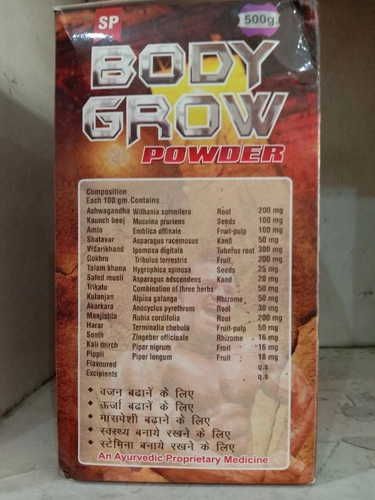 SP
500g.
BODY
GROW
POWDER
Composition
Each 100 gm.Contains
Ashwagandha Withania somnifera Root 200 mg
Kaunch beej Mucuina pruriens Seeds 100 mg
Amla Emblica offinale Fruit-pulp 100 mg
Shatavar Asparagus racemosus Kand 50 mg
Vidarikhand Ipomoea digitala Tuberus root 300 mg
Gokhru Tribulus terrestris Fruit 200 mg
Talam khana Hygrophica spinosa Seeds 25 mg
Safed musli Asparagus adscendens Kand 20 mg
Trikatu Combination of three herbs 50 mg
Kulanjan Alpina galanga Rhizome 50 mg
Akarkara Anocyclus pyrethrum Root 30 mg
Manjishta Rubia cordifolia Root 200 mg
Harar Terminalia chebula Fruit-pulp 50 mg
Sonth Zingeber officinale Rhizome 16 mg
Kali mirch Piper nigrum Fruit 16 mg
Pippli Piper longum Fruit 18 mg
Flavoured q.s
Excipients q.s
• वजन बढानें के लिए
• ऊर्जा बढानें के लिए
• मासपेशी बढानें के लिए
• स्वस्थ्य बनाये रखने के लिए
• स्टेमिना बनाये रखने के लिए
An Ayurvedic Proprietary Medicine